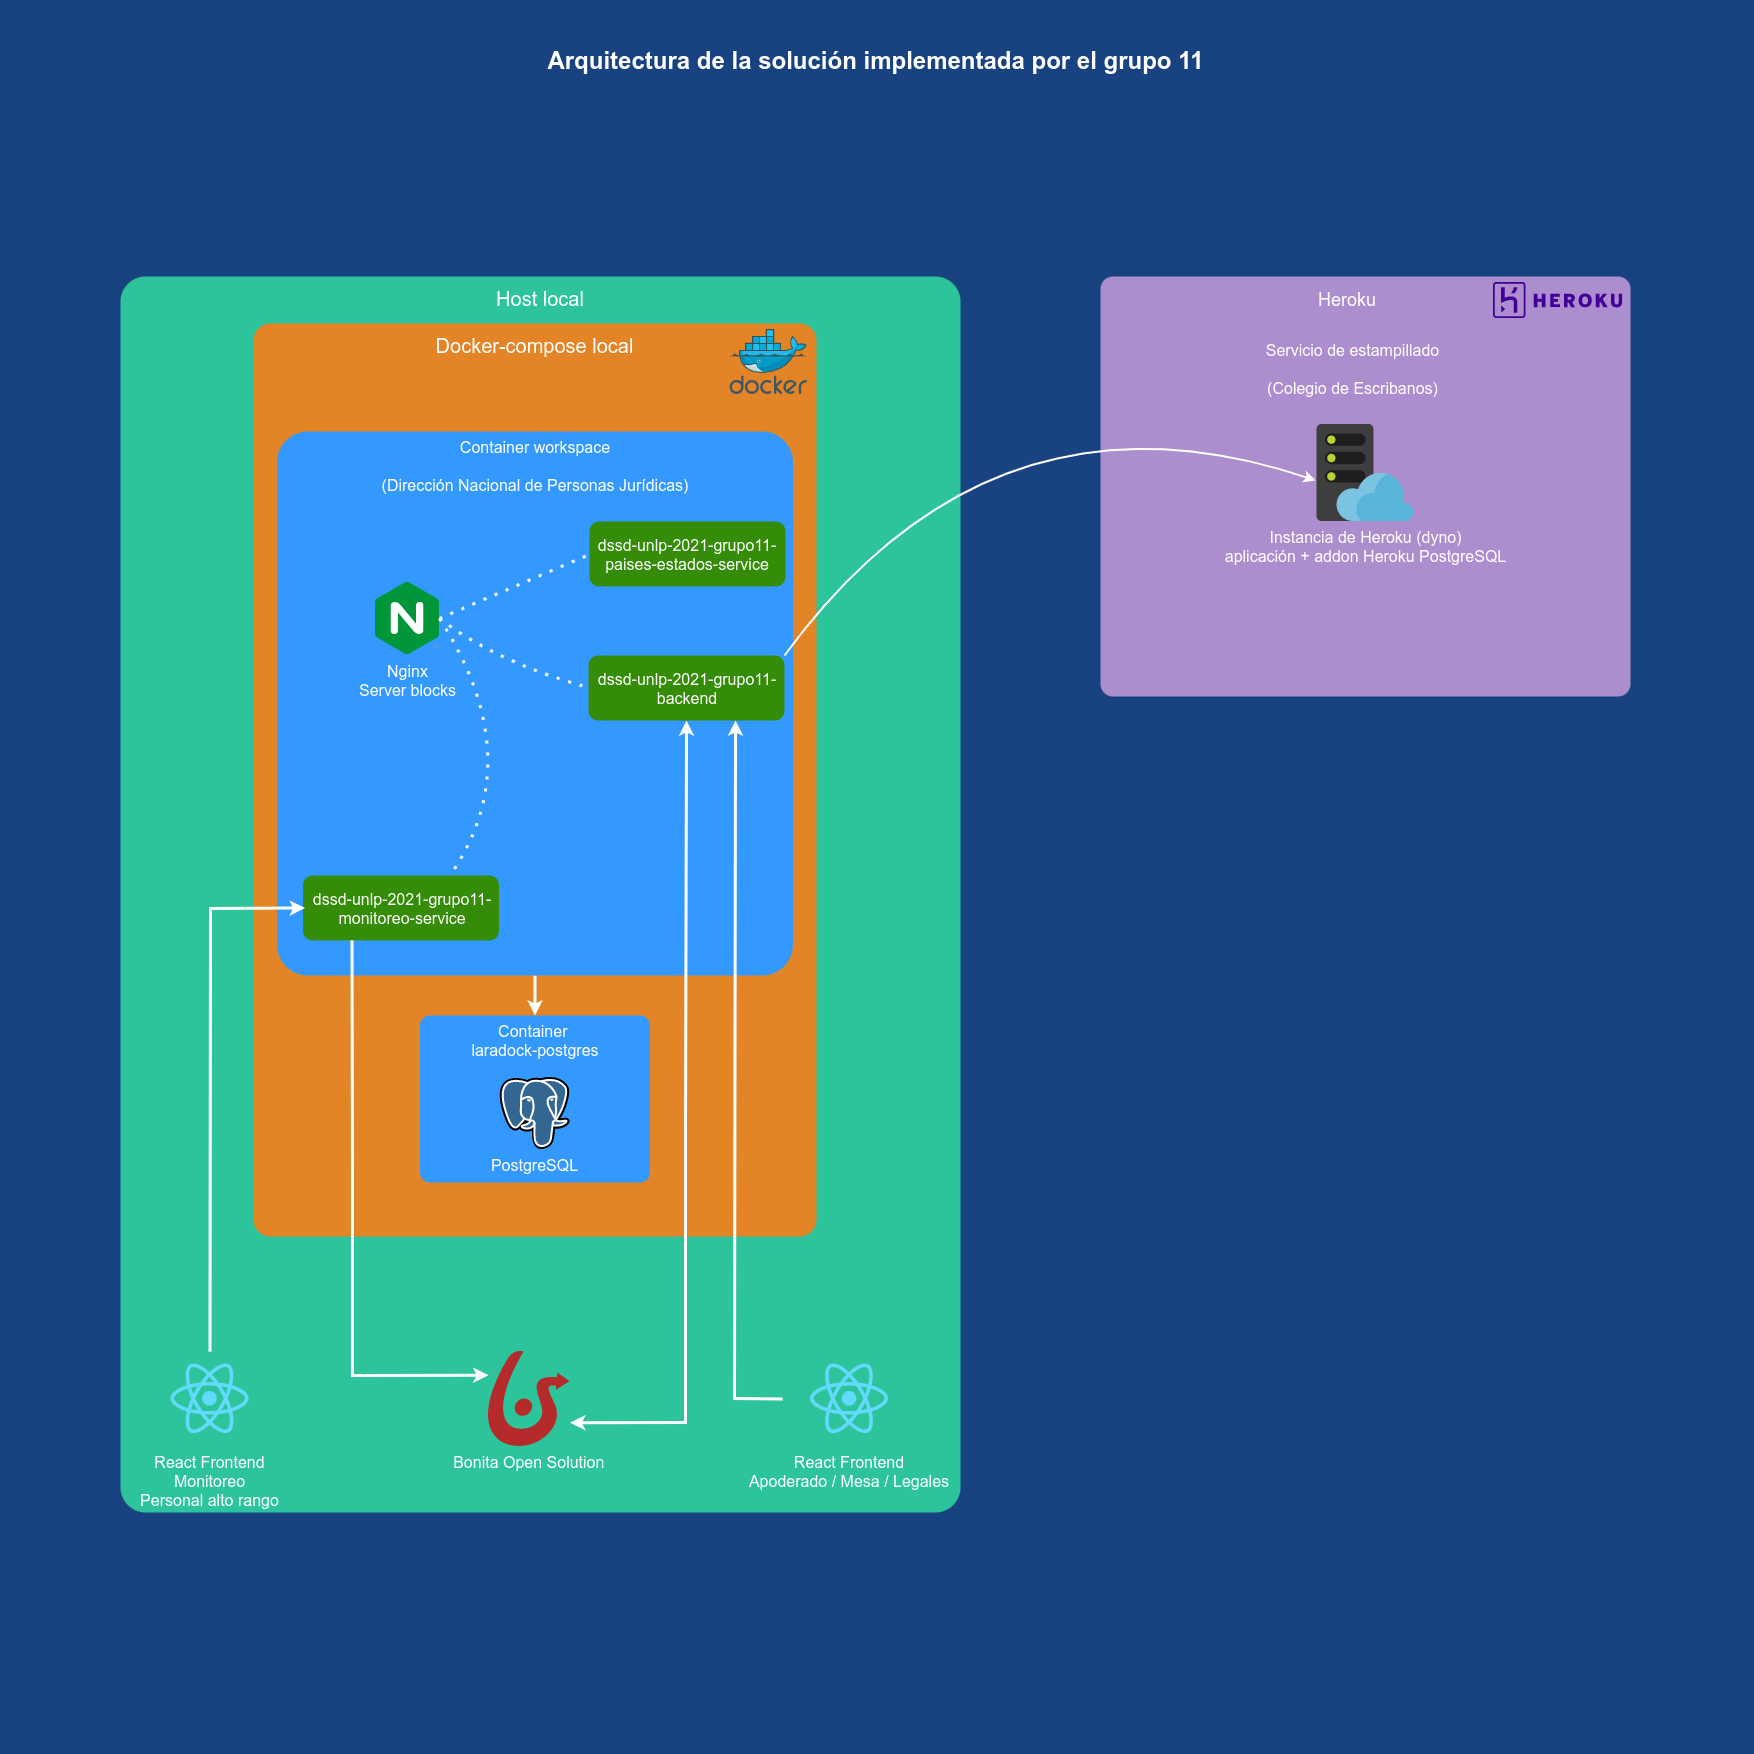 Arquitectura de la solución implementada por el grupo 11
Host local
Docker-compose local
docker
Container workspace
(Dirección Nacional de Personas Jurídicas)
dssd-unlp-2021-grupo11-
paises-estados-service
Nginx
Server blocks
dssd-unlp-2021-grupo11-
backend
dssd-unlp-2021-grupo11-
monitoreo-service
Container
laradock-postgres
PostgreSQL
React Frontend
Monitoreo
Personal alto rango
Bonita Open Solution
React Frontend
Apoderado / Mesa / Legales
Heroku
HEROKU
Servicio de estampillado
(Colegio de Escribanos)
Instancia de Heroku (dyno)
aplicación + addon Heroku PostgreSQL